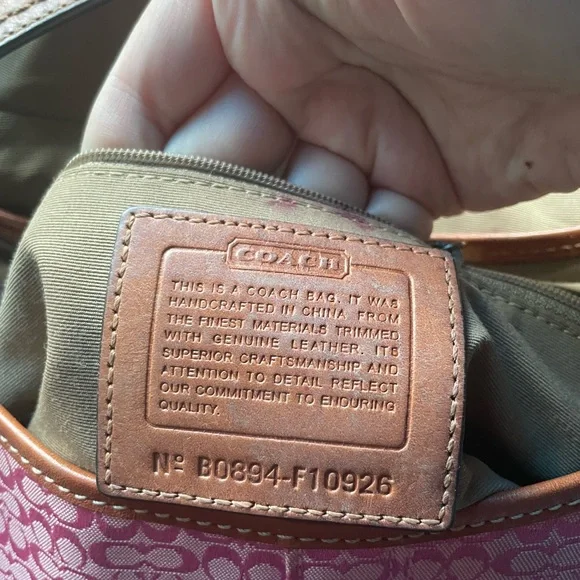 COACH
THIS IS A COACH BAG. IT WAS
HANDCRAFTED IN CHINA FROM
THE FINEST MATERIALS TRIMMED
WITH GENUINE LEATHER. ITS
SUPERIOR CRAFTSMANSHIP AND
ATTENTION TO DETAIL REFLECT
OUR COMMITMENT TO ENDURING
QUALITY.
Nº B0894-F10926